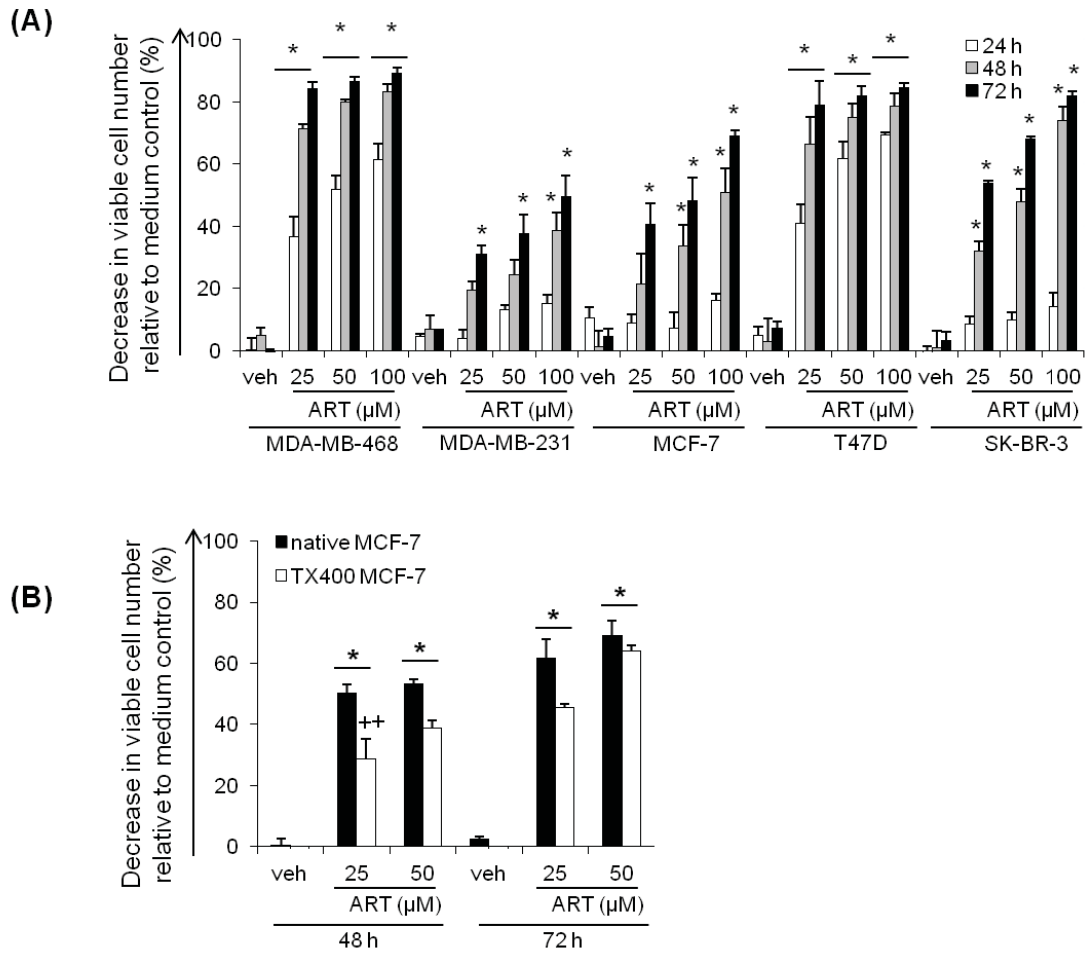 (A)
Decrease in viable cell number
relative to medium control (%)
100
80
60
40
20
0
* * * * * * * * * * * * * * * * * * * * *
24 h
48 h
72 h
veh 25 50 100 veh 25 50 100 veh 25 50 100 veh 25 50 100 veh 25 50 100
ART (μM) ART (μM) ART (μM) ART (μM) ART (μM)
MDA-MB-468 MDA-MB-231 MCF-7 T47D SK-BR-3
(B)
Decrease in viable cell number
relative to medium control (%)
100
80
60
40
20
0
native MCF-7
TX400 MCF-7
* * * *
++
veh 25 50 veh 25 50
ART (μM) ART (μM)
48 h 72 h